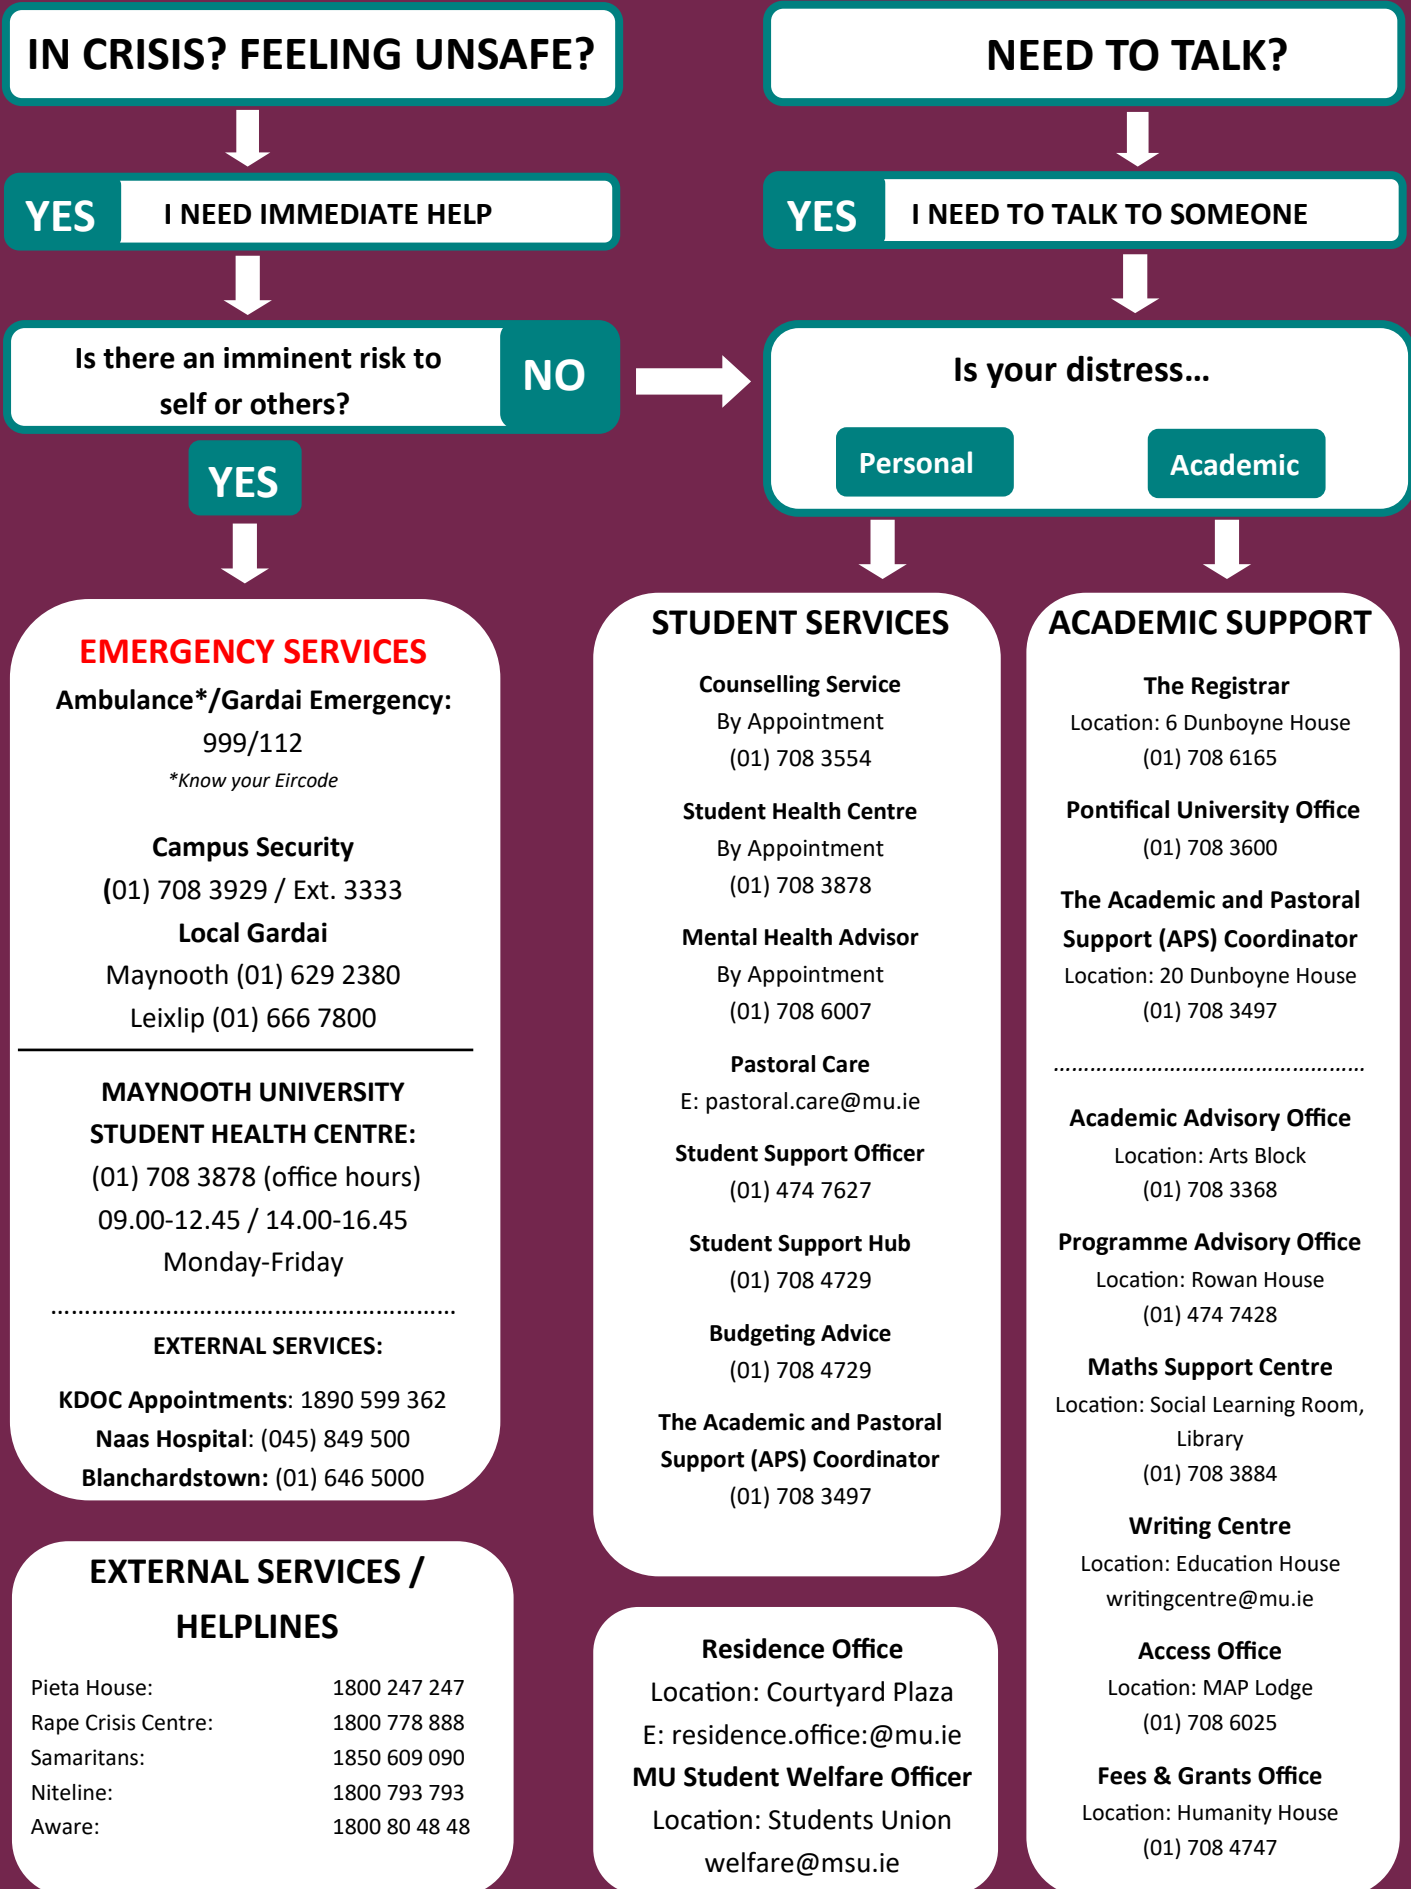 IN CRISIS? FEELING UNSAFE?
YES
I NEED IMMEDIATE HELP
Is there an imminent risk to
self or others?
NO
YES
EMERGENCY SERVICES
Ambulance*/Gardai Emergency:
999/112
*Know your Eircode
Campus Security
(01) 708 3929 / Ext. 3333
Local Gardai
Maynooth (01) 629 2380
Leixlip (01) 666 7800
MAYNOOTH UNIVERSITY
STUDENT HEALTH CENTRE:
(01) 708 3878 (office hours)
09.00-12.45 / 14.00-16.45
Monday-Friday
EXTERNAL SERVICES:
KDOC Appointments: 1890 599 362
Naas Hospital: (045) 849 500
Blanchardstown: (01) 646 5000
EXTERNAL SERVICES /
HELPLINES
Pieta House: 1800 247 247
Rape Crisis Centre: 1800 778 888
Samaritans: 1850 609 090
Niteline: 1800 793 793
Aware: 1800 80 48 48
NEED TO TALK?
YES
I NEED TO TALK TO SOMEONE
Is your distress...
Personal
Academic
STUDENT SERVICES
Counselling Service
By Appointment
(01) 708 3554
Student Health Centre
By Appointment
(01) 708 3878
Mental Health Advisor
By Appointment
(01) 708 6007
Pastoral Care
E: pastoral.care@mu.ie
Student Support Officer
(01) 474 7627
Student Support Hub
(01) 708 4729
Budgeting Advice
(01) 708 4729
The Academic and Pastoral
Support (APS) Coordinator
(01) 708 3497
Residence Office
Location: Courtyard Plaza
E: residence.office:@mu.ie
MU Student Welfare Officer
Location: Students Union
welfare@msu.ie
ACADEMIC SUPPORT
The Registrar
Location: 6 Dunboyne House
(01) 708 6165
Pontifical University Office
(01) 708 3600
The Academic and Pastoral
Support (APS) Coordinator
Location: 20 Dunboyne House
(01) 708 3497
Academic Advisory Office
Location: Arts Block
(01) 708 3368
Programme Advisory Office
Location: Rowan House
(01) 474 7428
Maths Support Centre
Location: Social Learning Room,
Library
(01) 708 3884
Writing Centre
Location: Education House
writingcentre@mu.ie
Access Office
Location: MAP Lodge
(01) 708 6025
Fees & Grants Office
Location: Humanity House
(01) 708 4747